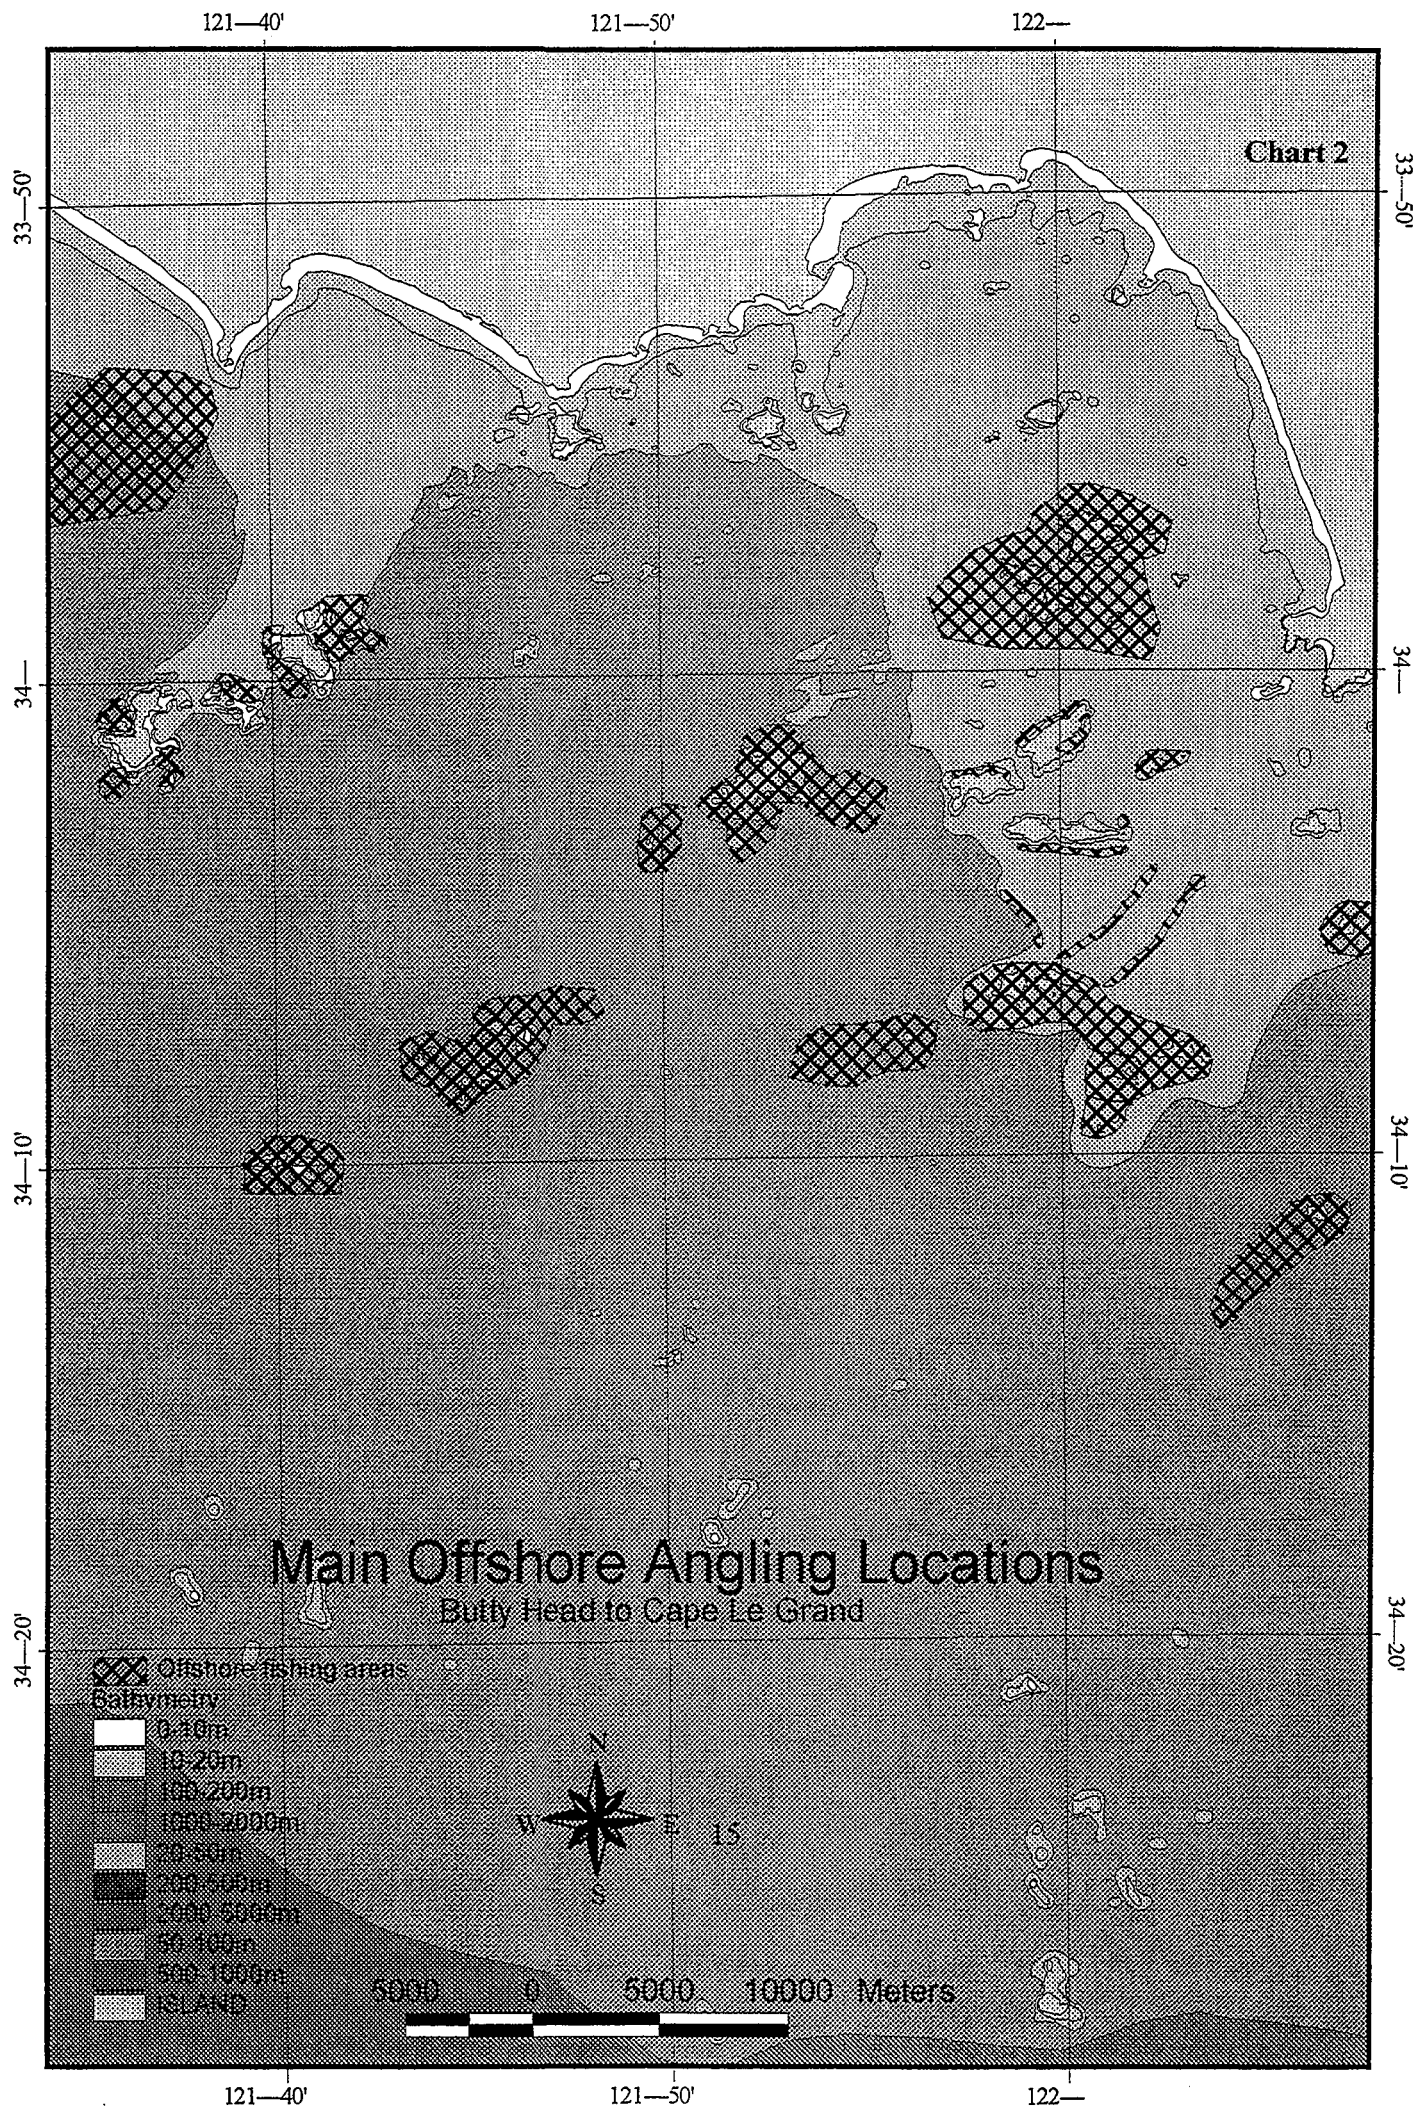 121—40' 121—50' 122—
Chart 2
33—50' 33—50'
34— 34—
34—10' 34—10'
Main Offshore Angling Locations
Butty Head to Cape Le Grand
34—20' 34—20'
Offshore fishing areas
Bathymetry
0-10m
10-20m
100-200m
1000-2000m
20-50m
200-500m
2000-5000m
50-100m
500-1000m
ISLAND
N
W E 15
S
5000 0 5000 10000 Meters
121—40' 121—50' 122—